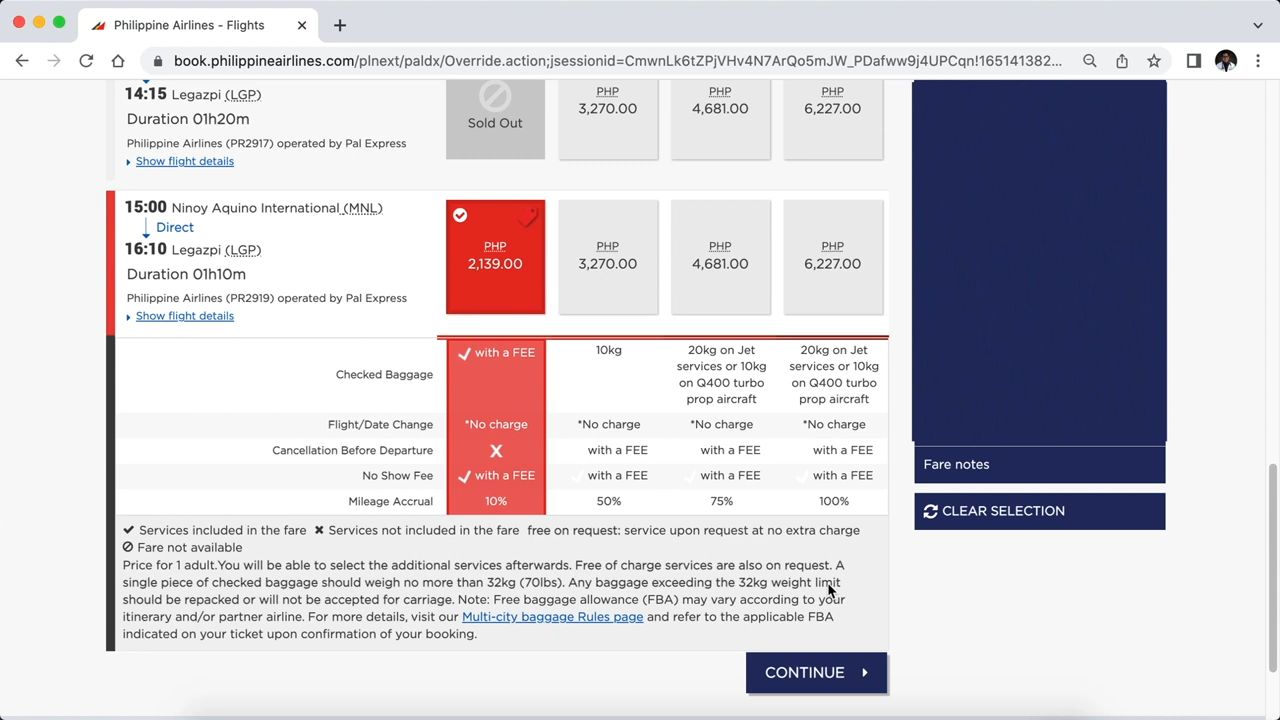 Philippine Airlines - Flights
book.philippineairlines.com/plnext/paldx/Override.action;jsessionid=CmwnLk6tZPjVHv4N7ArQo5mJW_PDafww9j4UPCqn!165141382...
14:15 Legazpi (LGP)
Duration 01h20m
Philippine Airlines (PR2917) operated by Pal Express
Show flight details
Sold Out
PHP
3,270.00
PHP
4,681.00
PHP
6,227.00
15:00 Ninoy Aquino International (MNL)
Direct
16:10 Legazpi (LGP)
Duration 01h10m
Philippine Airlines (PR2919) operated by Pal Express
Show flight details
PHP
2,139.00
PHP
3,270.00
PHP
4,681.00
PHP
6,227.00
Checked Baggage
with a FEE
10kg
20kg on Jet
services or 10kg
on Q400 turbo
prop aircraft
20kg on Jet
services or 10kg
on Q400 turbo
prop aircraft
Flight/Date Change *No charge *No charge *No charge *No charge
Cancellation Before Departure X with a FEE with a FEE with a FEE
No Show Fee with a FEE with a FEE with a FEE with a FEE
Mileage Accrual 10% 50% 75% 100%
✔ Services included in the fare ✖ Services not included in the fare free on request: service upon request at no extra charge
Fare not available
Price for 1 adult.You will be able to select the additional services afterwards. Free of charge services are also on request. A
single piece of checked baggage should weigh no more than 32kg (70lbs). Any baggage exceeding the 32kg weight limit
should be repacked or will not be accepted for carriage. Note: Free baggage allowance (FBA) may vary according to your
itinerary and/or partner airline. For more details, visit our Multi-city baggage Rules page and refer to the applicable FBA
indicated on your ticket upon confirmation of your booking.
CONTINUE
Fare notes
CLEAR SELECTION